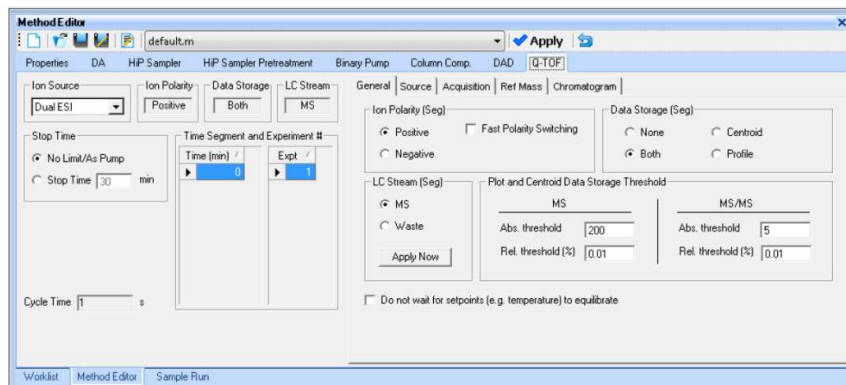 Method Editor
default.m
Apply
Properties DA HiP Sampler HiP Sampler Pretreatment Binary Pump Column Comp. DAD Q-TOF
Ion Source
Dual ESI
Ion Polarity
Positive
Data Storage
Both
LC Stream
MS
Stop Time
No Limit/As Pump
Stop Time 30 min
Time Segment and Experiment #
Time (min)
0
Expt
1
Cycle Time 1 s
General Source Acquisition Ref Mass Chromatogram
Ion Polarity (Seg)
Positive
Fast Polarity Switching
Negative
Data Storage (Seg)
None Centroid
Both Profile
LC Stream (Seg)
MS
Waste
Apply Now
Plot and Centroid Data Storage Threshold
MS
Abs. threshold 200
Rel. threshold (%) 0.01
MS/MS
Abs. threshold 5
Rel. threshold (%) 0.01
Do not wait for setpoints (e.g. temperature) to equilibrate
Worklist Method Editor Sample Run